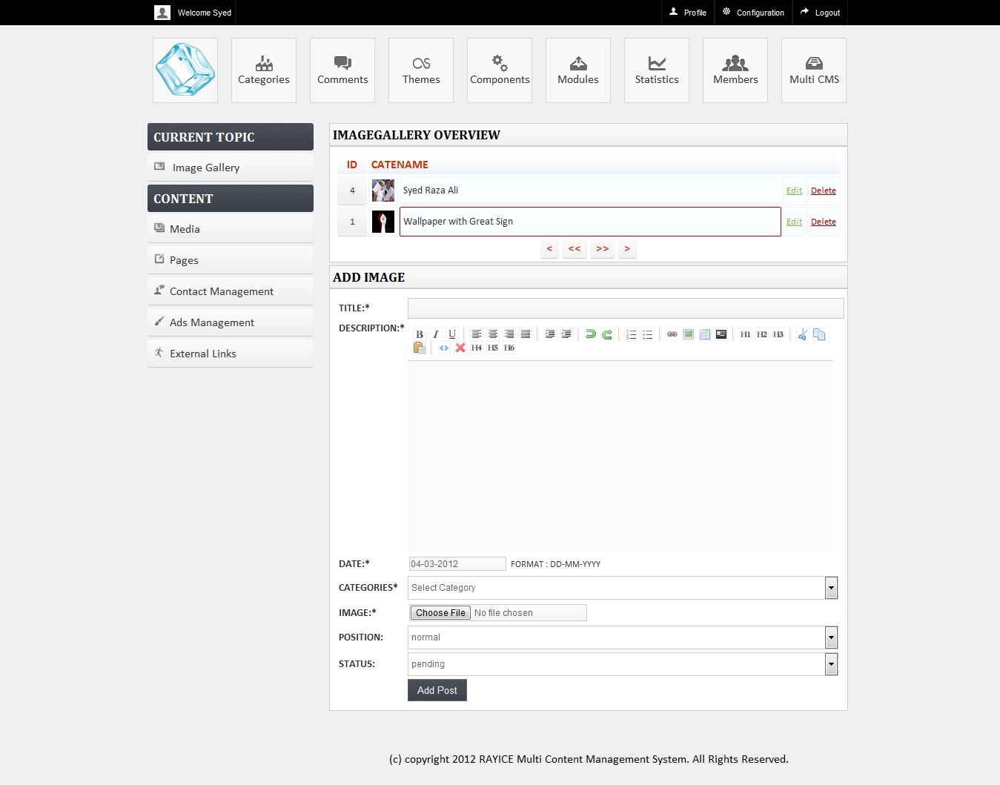 Welcome Syed
Profile
Configuration
Logout
Categories
Comments
Themes
Components
Modules
Statistics
Members
Multi CMS
CURRENT TOPIC
Image Gallery
CONTENT
Media
Pages
Contact Management
Ads Management
External Links
IMAGEGALLERY OVERVIEW
ID CATENAME
4 Syed Raza Ali Edit Delete
1 Wallpaper with Great Sign Edit Delete
< << >> >
ADD IMAGE
TITLE:*
DESCRIPTION:*
B I U H1 H2 H3
H4 H5 H6
DATE:* 04-03-2012 FORMAT : DD-MM-YYYY
CATEGORIES* Select Category
IMAGE:* Choose File No file chosen
POSITION: normal
STATUS: pending
Add Post
(c) copyright 2012 RAYICE Multi Content Management System. All Rights Reserved.